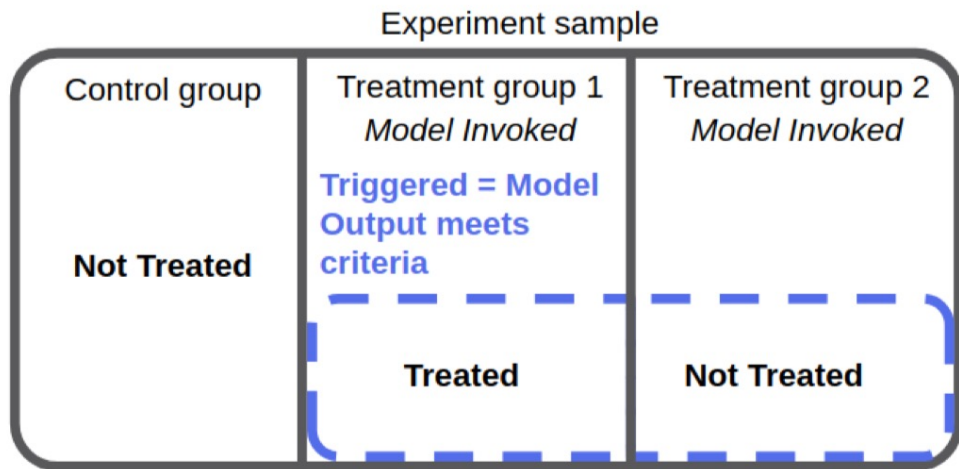 Experiment sample
Control group
Not Treated
Treatment group 1
Model Invoked
Triggered = Model
Output meets
criteria
Treated
Treatment group 2
Model Invoked
Not Treated